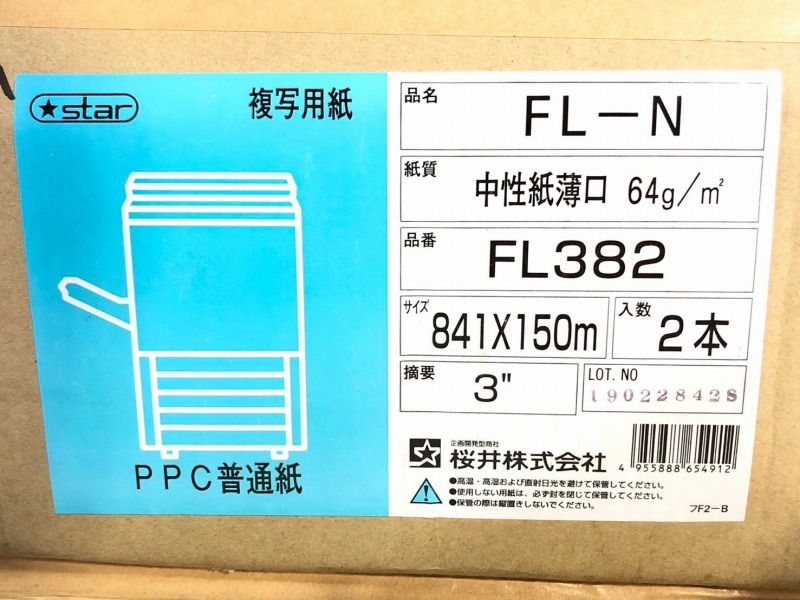 ★star
複写用紙
PPC普通紙
品名
FL－N
紙質
中性紙薄口 64g/㎡
品番
FL382
サイズ
841X150m
入数
2本
摘要
3"
LOT. NO
190228428
企画開発型商社
桜井株式会社
4 955888 654912
●高温・高湿および直射日光を避けて保管してください。
●使用しない用紙は、必ず封を閉じて保管してください。
●保管の際は縦置きしないでください。
フF2－B